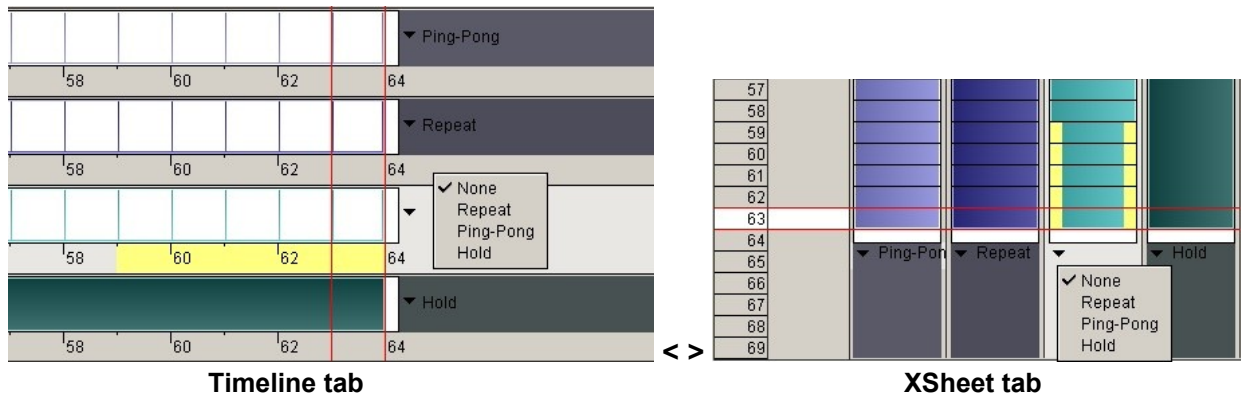 Ping-Pong
58 60 62 64
Repeat
58 60 62 64
None
Repeat
Ping-Pong
Hold
58 60 62 64
Hold
58 60 62 64
Timeline tab
< >
57
58
59
60
61
62
63
64
65
66
67
68
69
Ping-Pon
Repeat
Hold
None
Repeat
Ping-Pong
Hold
XSheet tab